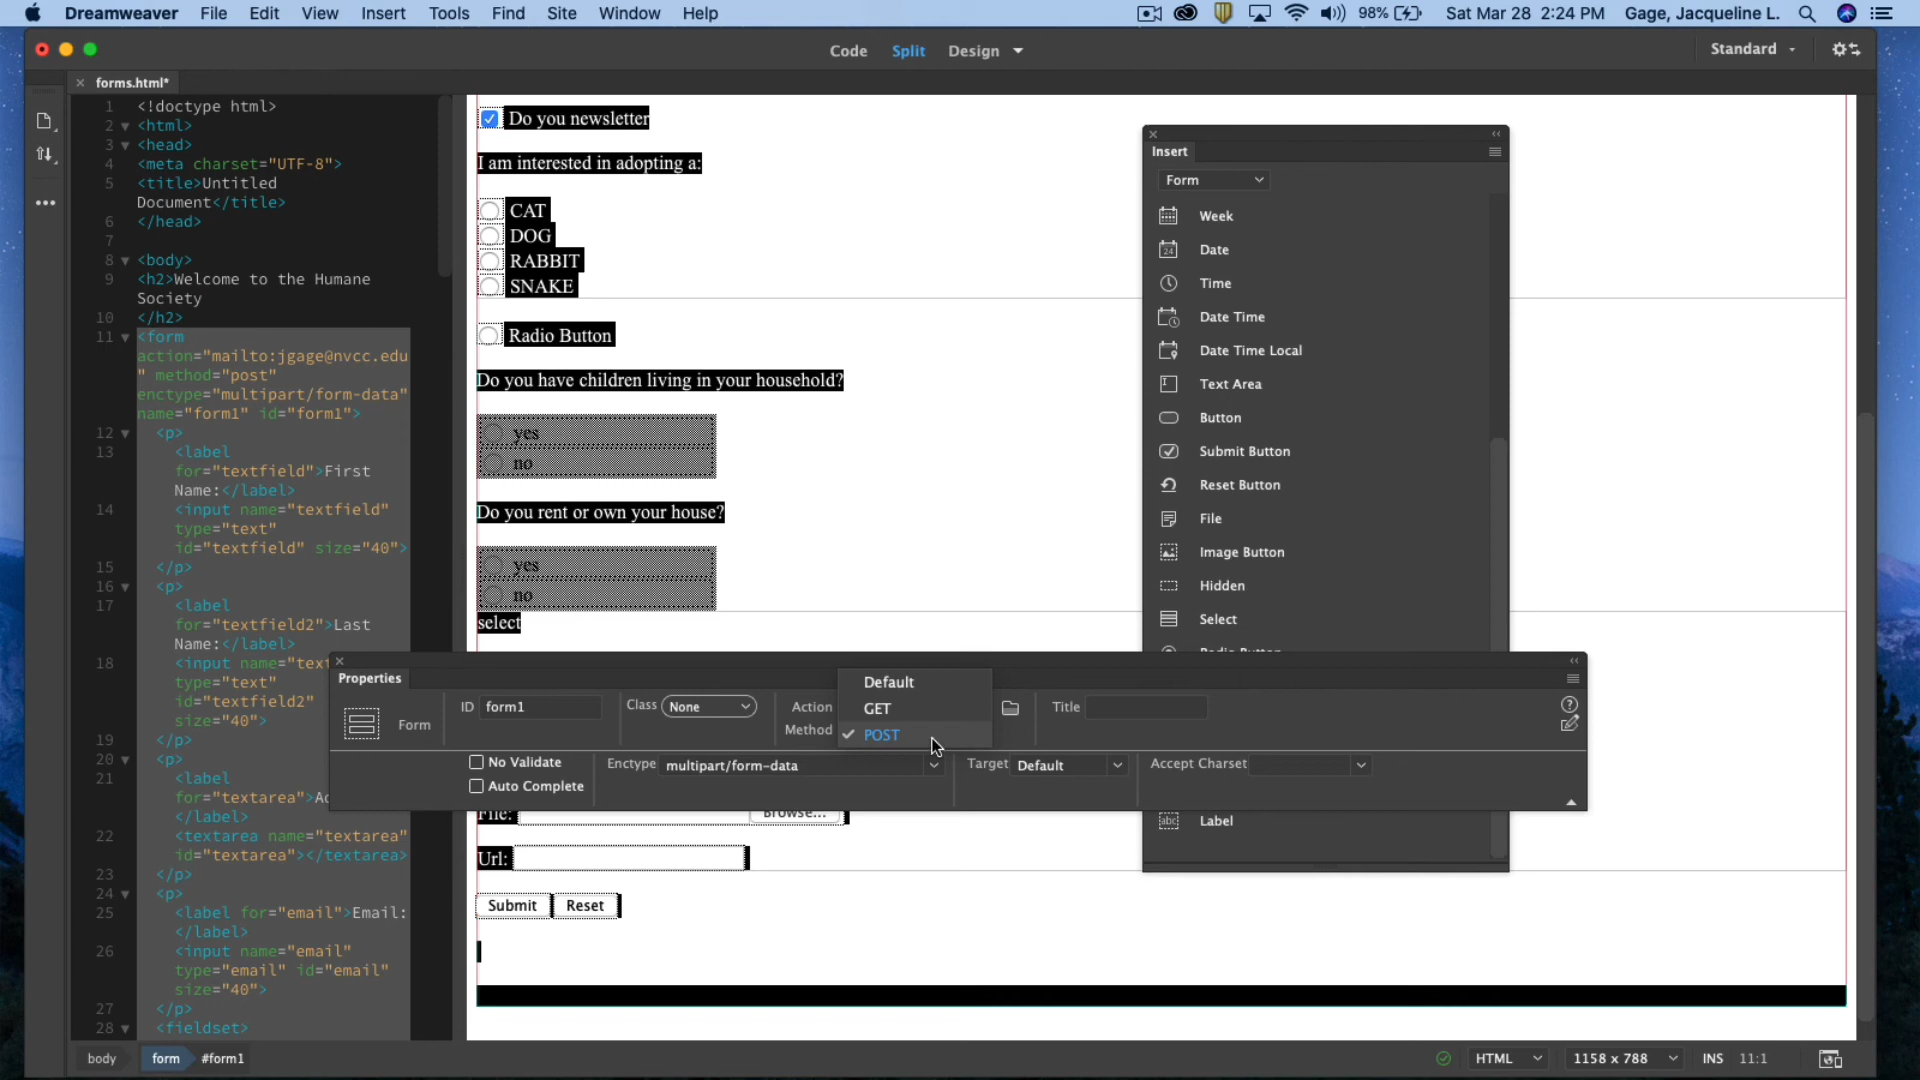 Dreamweaver File Edit View Insert Tools Find Site Window Help
98% Sat Mar 28 2:24 PM Gage, Jacqueline L.
Code Split Design
Standard
forms.html*
1 <!doctype html>
2 <html>
3 <head>
4 <meta charset="UTF-8">
5 <title>Untitled
Document</title>
6 </head>
7
8 <body>
9 <h2>Welcome to the Humane
Society
10 </h2>
11 <form
action="mailto:jgage@nvcc.edu
" method="post"
enctype="multipart/form-data"
name="form1" id="form1">
12 <p>
13 <label
for="textfield">First
Name:</label>
14 <input name="textfield"
type="text"
id="textfield" size="40">
15 </p>
16 <p>
17 <label
for="textfield2">Last
Name:</label>
18 <input name="text
type="text"
id="textfield2"
size="40">
19 </p>
20 <p>
21 <label
for="textarea">Ad
</label>
22 <textarea name="textarea"
id="textarea"></textarea>
23 </p>
24 <p>
25 <label for="email">Email:
</label>
26 <input name="email"
type="email" id="email"
size="40">
27 </p>
28 <fieldset>
Do you newsletter
I am interested in adopting a:
CAT
DOG
RABBIT
SNAKE
Radio Button
Do you have children living in your household?
yes
no
Do you rent or own your house?
yes
no
select
File: Browse...
Url:
Submit Reset
Insert
Form
Week
24 Date
Time
Date Time
Date Time Local
Text Area
Button
Submit Button
Reset Button
File
Image Button
Hidden
Select
Radio Button
abc Label
Properties
Form
ID form1
Class None
Action
Method
Default
GET
POST
Title
No Validate
Auto Complete
Enctype multipart/form-data
Target Default
Accept Charset
body form #form1
HTML 1158 x 788 INS 11:1